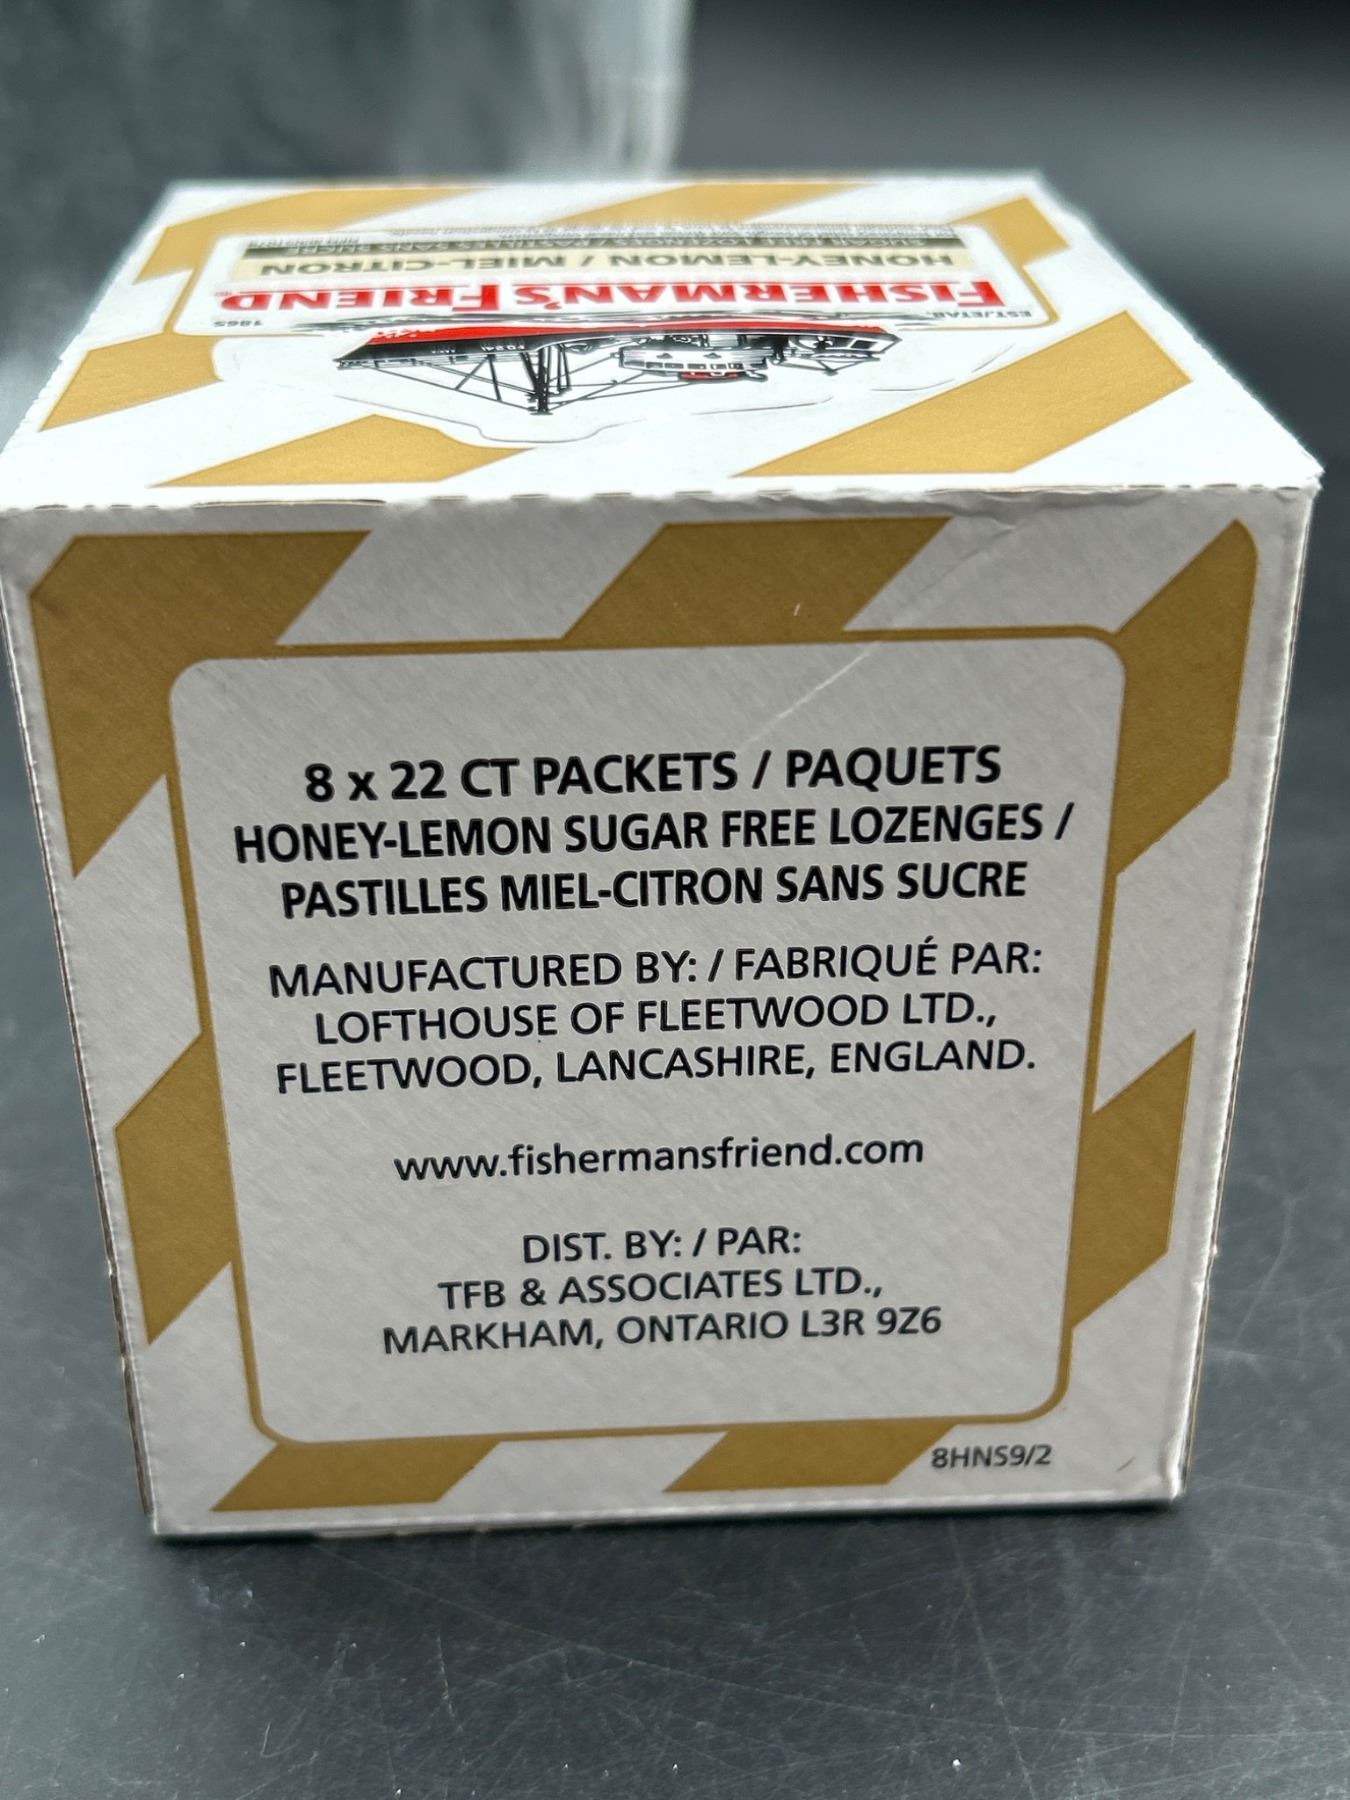 HONEY-LEMON / MIEL-CITRON
FISHERMAN'S FRIEND
EST./ETAB. 1865
8 x 22 CT PACKETS / PAQUETS
HONEY-LEMON SUGAR FREE LOZENGES /
PASTILLES MIEL-CITRON SANS SUCRE
MANUFACTURED BY: / FABRIQUÉ PAR:
LOFTHOUSE OF FLEETWOOD LTD.,
FLEETWOOD, LANCASHIRE, ENGLAND.
www.fishermansfriend.com
DIST. BY: / PAR:
TFB & ASSOCIATES LTD.,
MARKHAM, ONTARIO L3R 9Z6
8HNS9/2